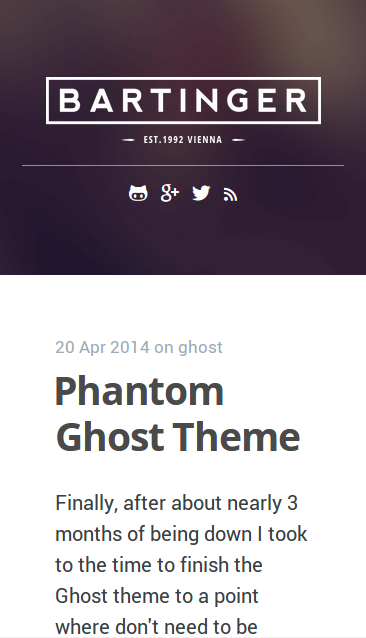 BARTINGER
EST.1992 VIENNA
g+
20 Apr 2014 on ghost
Phantom
Ghost Theme
Finally, after about nearly 3
months of being down I took
to the time to finish the
Ghost theme to a point
where don't need to be